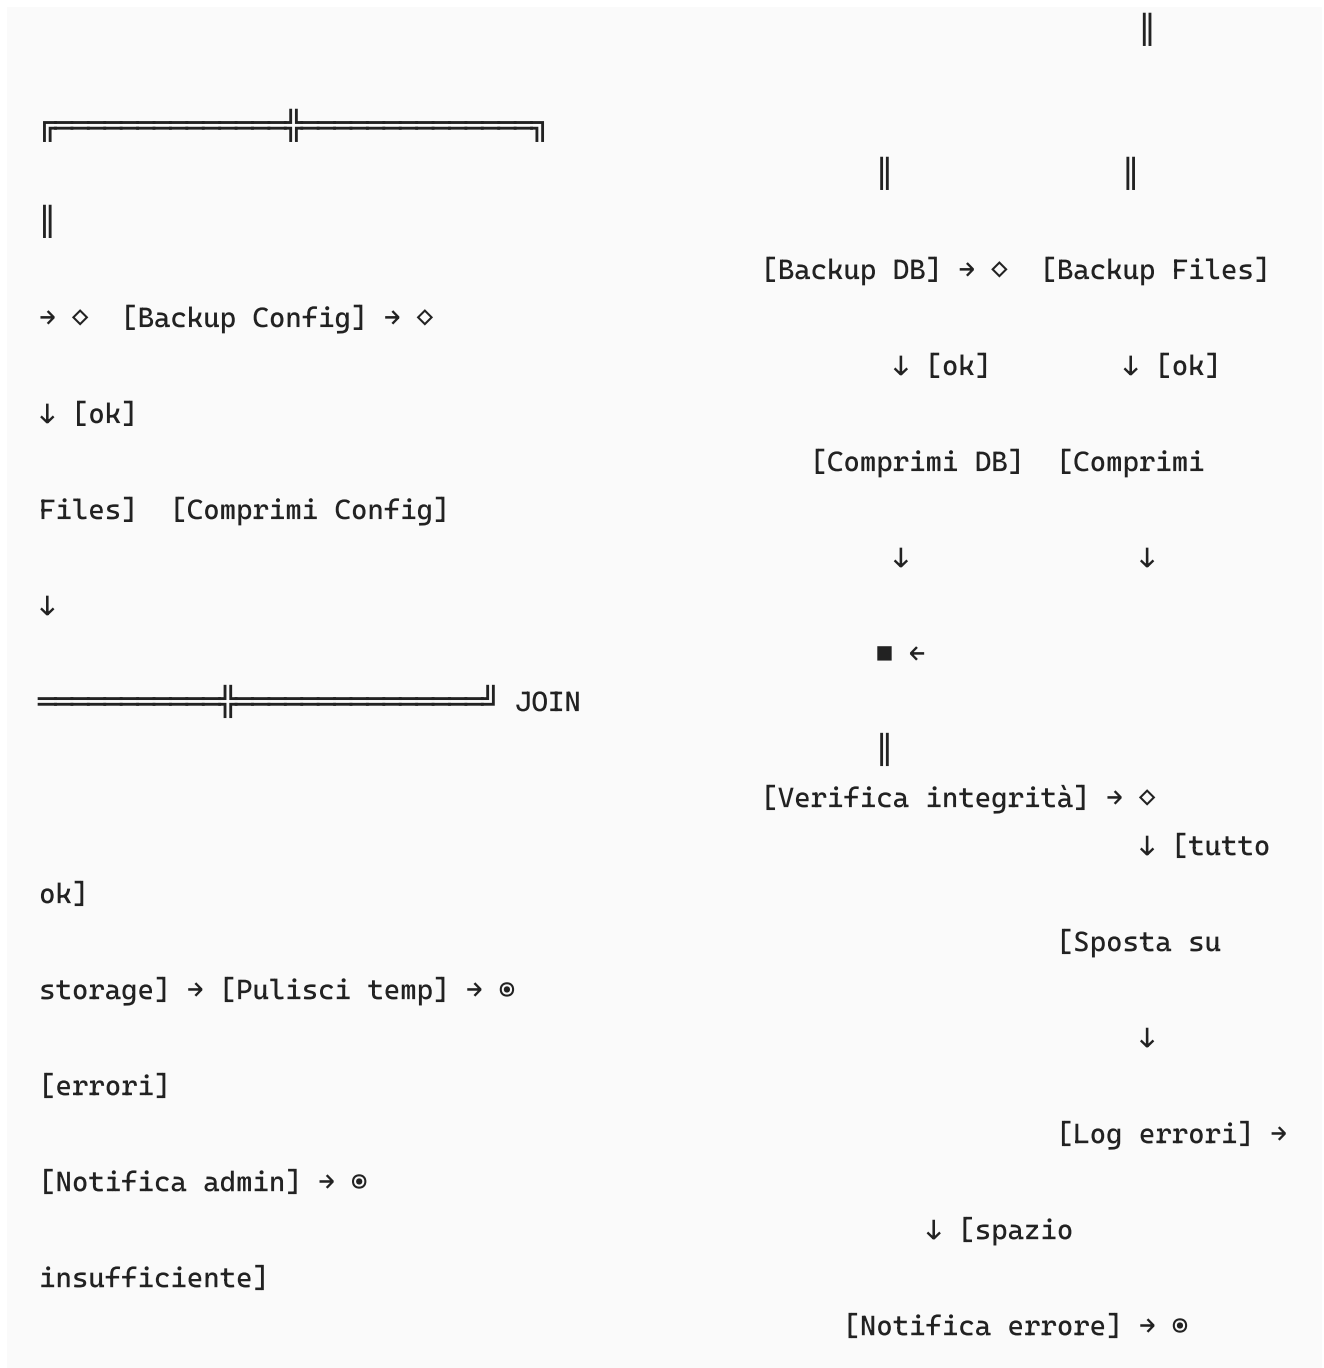 ║
╔══════════════╬══════════════╗
║ ║
║
[Backup DB] → ◇ [Backup Files]
→ ◇ [Backup Config] → ◇
↓ [ok] ↓ [ok]
↓ [ok]
[Comprimi DB] [Comprimi
Files] [Comprimi Config]
↓ ↓
↓
■ ←
═══════════╬═══════════════╝ JOIN
║
[Verifica integrità] → ◇
↓ [tutto
ok]
[Sposta su
storage] → [Pulisci temp] → ⊙
↓
[errori]
[Log errori] →
[Notifica admin] → ⊙
↓ [spazio
insufficiente]
[Notifica errore] → ⊙